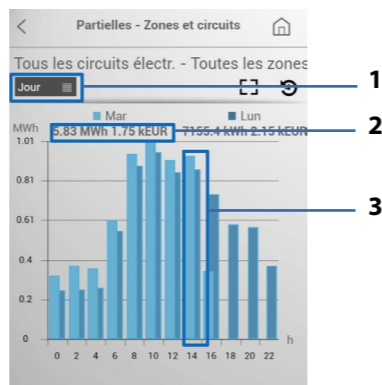 Partielles - Zones et circuits
Tous les circuits électr. - Toutes les zones
Jour
1
Mar
Lun
MWh
5.83 MWh 1.75 kEUR
7155.4 kWh 2.15 kEUR
2
1.01
0.81
3
0.61
0.4
0.2
0
h
0 2 4 6 8 10 12 14 16 18 20 22